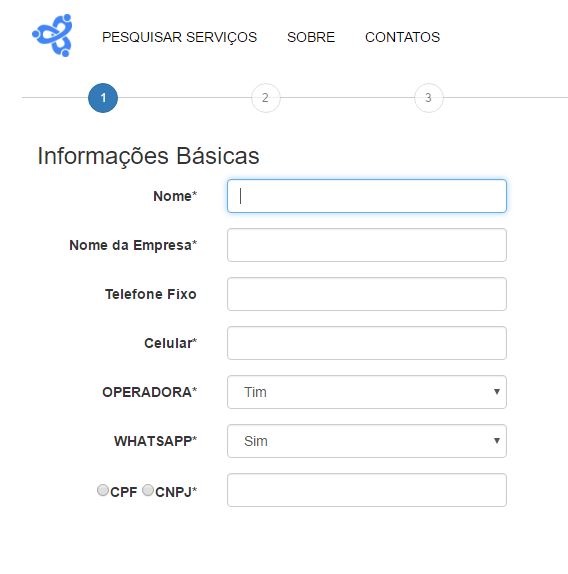 PESQUISAR SERVIÇOS SOBRE CONTATOS
1 2 3
Informações Básicas
Nome*
Nome da Empresa*
Telefone Fixo
Celular*
OPERADORA* Tim
WHATSAPP* Sim
CPF CNPJ*